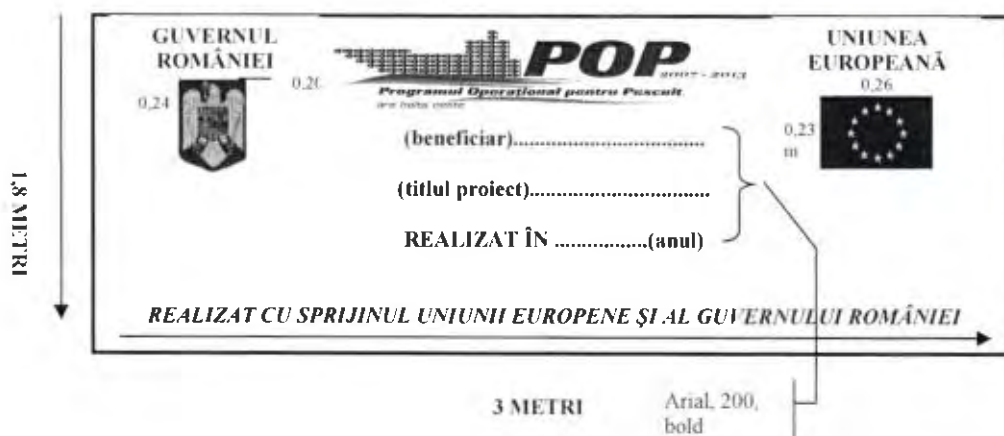 GUVERNUL
ROMÂNIEI
0,24
0,20
POP
2007 - 2013
Programul Operațional pentru Pescuit
UNIUNEA
EUROPEANĂ
0,26
0,23
m
(beneficiar)................................
(titlul proiect)................................
REALIZAT ÎN ................(anul)
REALIZAT CU SPRIJINUL UNIUNII EUROPENE ȘI AL GUVERNULUI ROMÂNIEI
1,8 METRI
3 METRI
Arial, 200,
bold